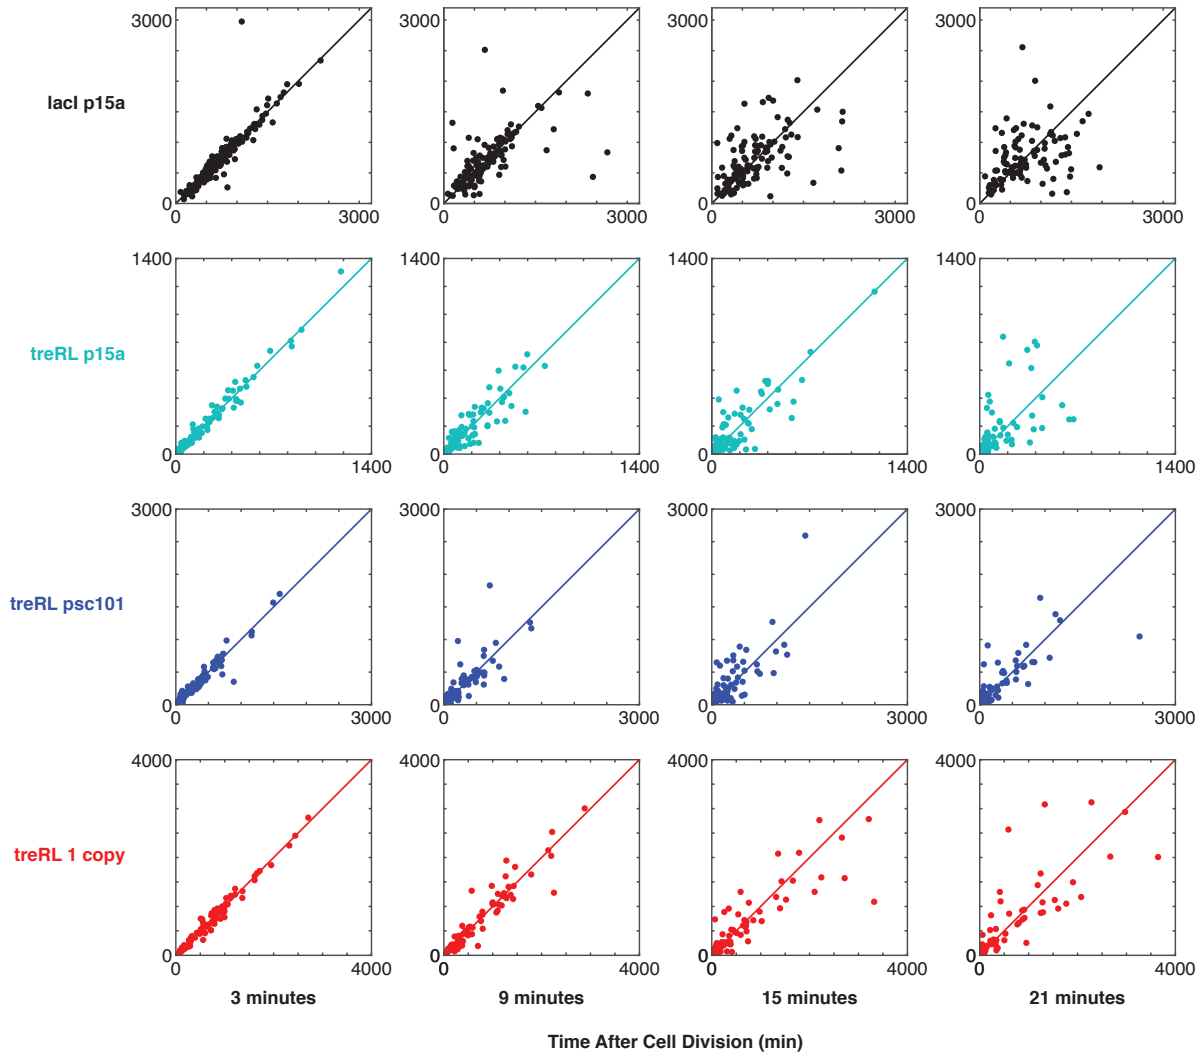 3000 3000 3000 3000
lacI p15a
0 0 0 0
0 3000 0 3000 0 3000 0 3000
1400 1400 1400 1400
treRL p15a
0 0 0 0
0 1400 0 1400 0 1400 0 1400
3000 3000 3000 3000
treRL psc101
0 0 0 0
0 3000 0 3000 0 3000 0 3000
4000 4000 4000 4000
treRL 1 copy
0 0 0 0
0 4000 0 4000 0 4000 0 4000
3 minutes 9 minutes 15 minutes 21 minutes
Time After Cell Division (min)